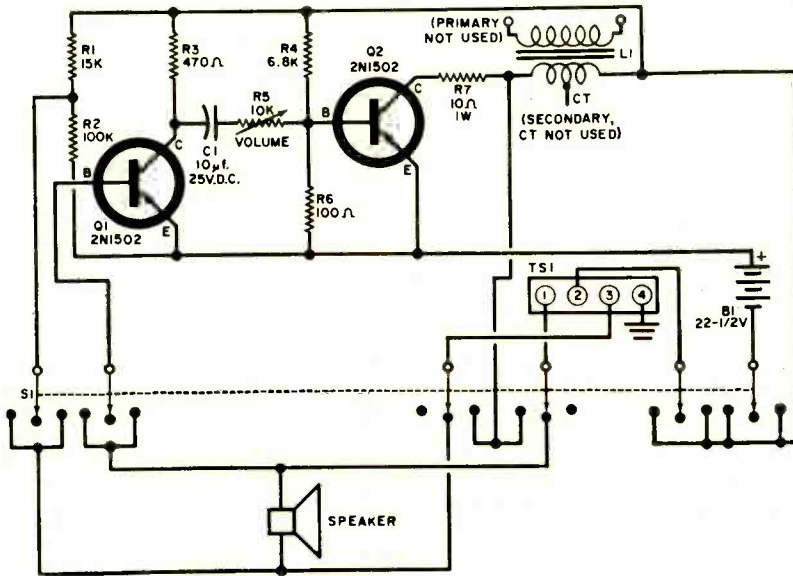 (PRIMARY
NOT USED)
L1
CT
(SECONDARY,
CT NOT USED)
R1
15K
R3
470Ω
R4
6.8K
Q2
2N1502
C
R7
10Ω
1W
B
E
R5
10K
VOLUME
C1
10µf.
25V.D.C.
R2
100K
B
C
E
Q1
2N1502
R6
100Ω
TS1
1
2
3
4
+
B1
22-1/2V
S1
SPEAKER